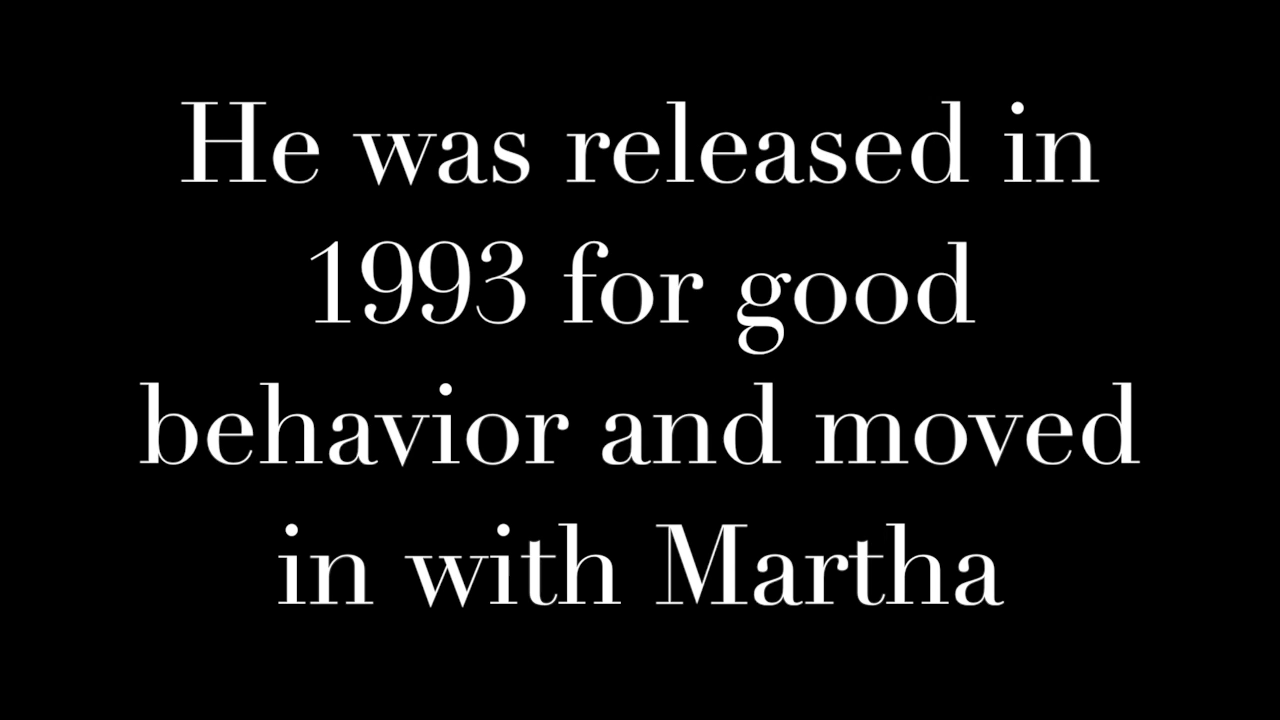 He was released in
1993 for good
behavior and moved
in with Martha